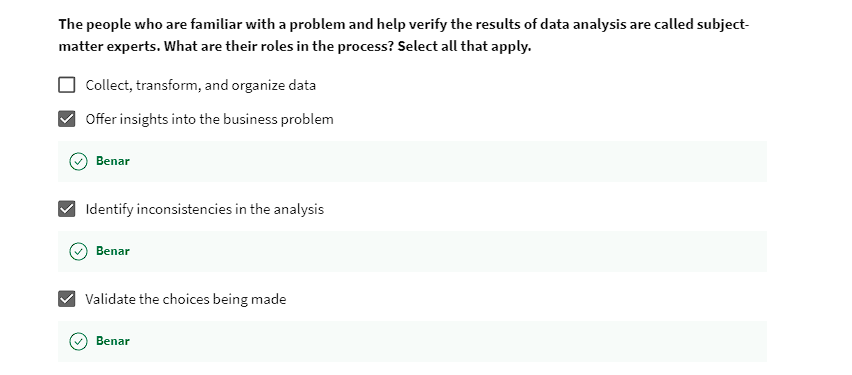 The people who are familiar with a problem and help verify the results of data analysis are called subject-
matter experts. What are their roles in the process? Select all that apply.
Collect, transform, and organize data
Offer insights into the business problem
Benar
Identify inconsistencies in the analysis
Benar
Validate the choices being made
Benar